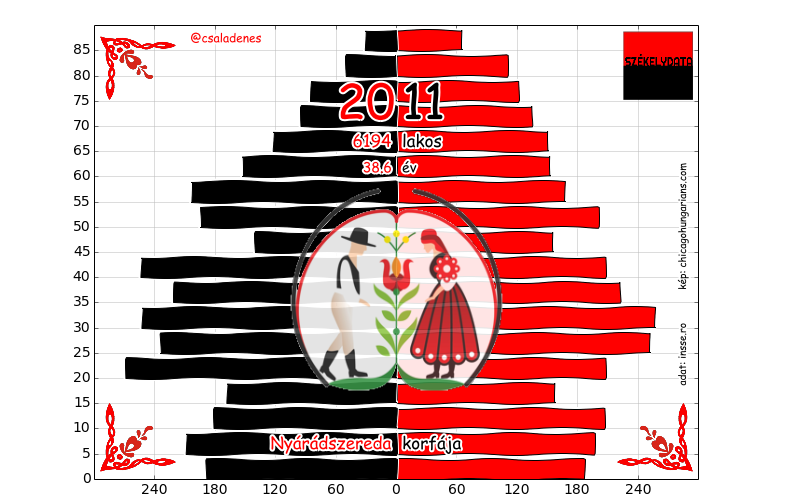 @csaladenes
SZÉKELYDATA
2011
6194 lakos
38.6 év
kép: chicagohungarians.com
adat: insse.ro
Nyárádszereda korfája
85
80
75
70
65
60
55
50
45
40
35
30
25
20
15
10
5
0
240 180 120 60 0 60 120 180 240